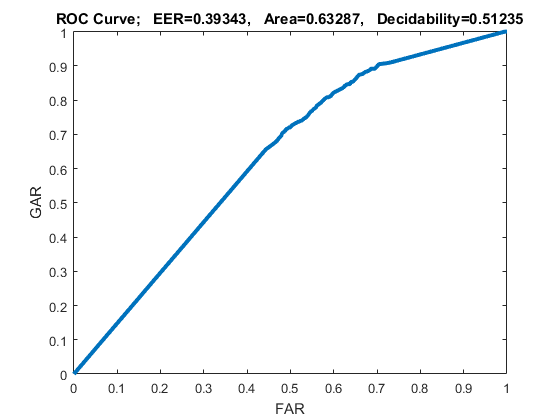 ROC Curve;   EER=0.39343,   Area=0.63287,   Decidability=0.51235
1
0.9
0.8
0.7
0.6
0.5
0.4
0.3
0.2
0.1
0
GAR
0 0.1 0.2 0.3 0.4 0.5 0.6 0.7 0.8 0.9 1
FAR